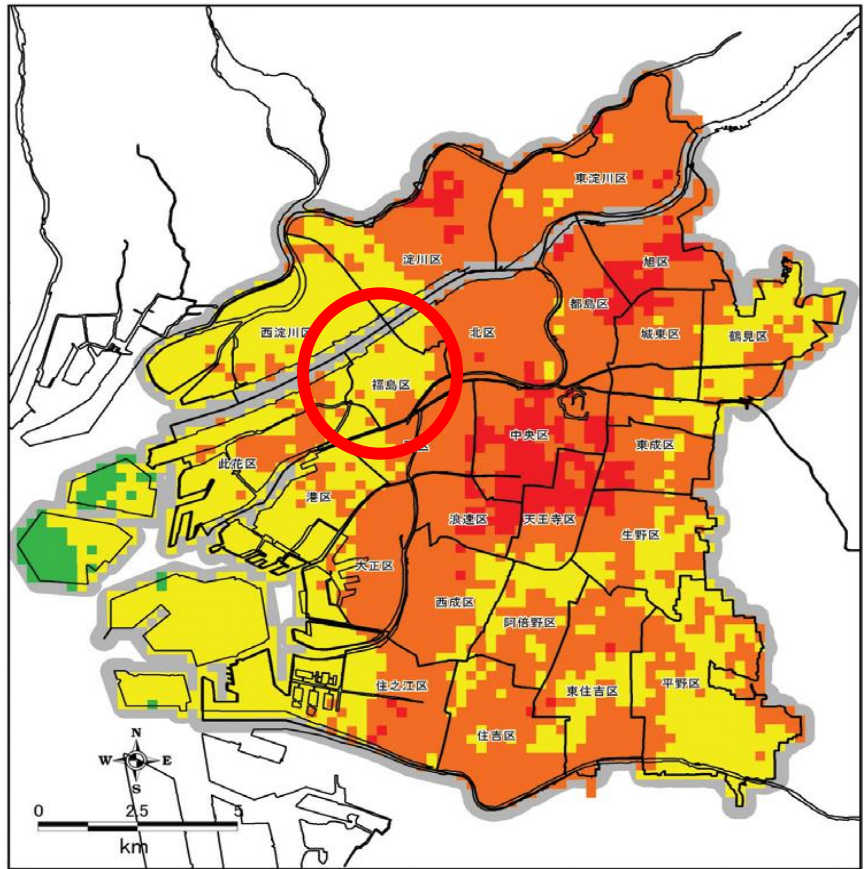 東淀川区
淀川区
旭区
都島区
西淀川区
北区
城東区
鶴見区
福島区
中央区
東成区
此花区
港区
浪速区
天王寺区
生野区
大正区
西成区
阿倍野区
住之江区
東住吉区
平野区
住吉区
N
W E
S
0 2.5 5
km